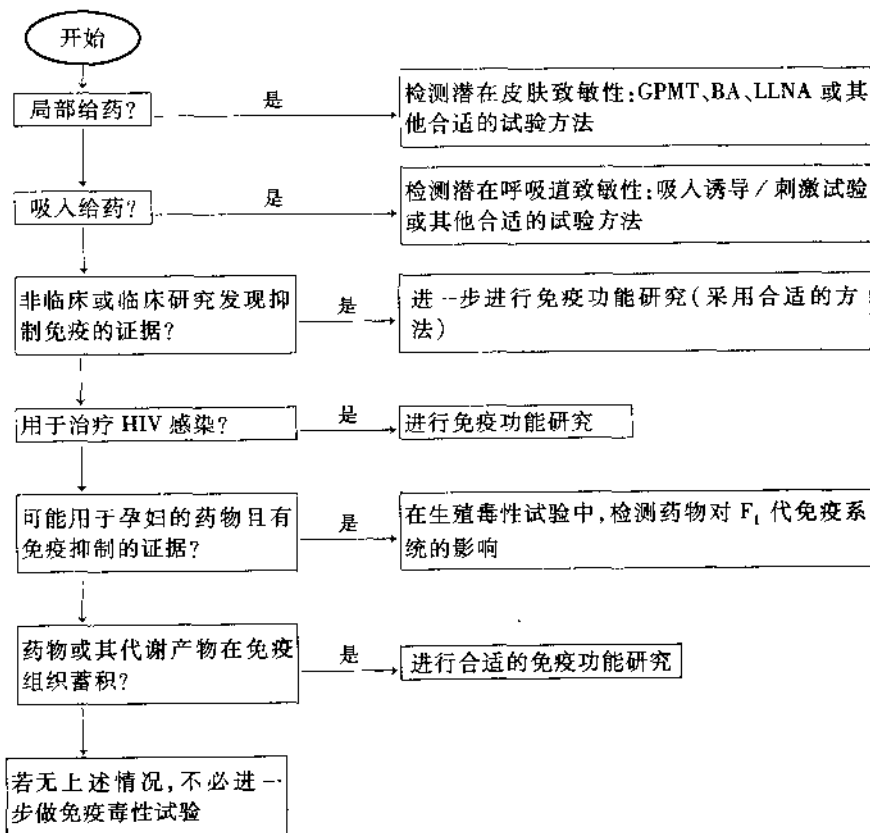 开始
局部给药？
是
检测潜在皮肤致敏性：GPMT、BA、LLNA 或其
他合适的试验方法
吸入给药？
是
检测潜在呼吸道致敏性：吸入诱导／刺激试验
或其他合适的试验方法
非临床或临床研究发现抑
制免疫的证据？
是
进一步进行免疫功能研究（采用合适的方
法）
用于治疗 HIV 感染？
是
进行免疫功能研究
可能用于孕妇的药物且有
免疫抑制的证据？
是
在生殖毒性试验中，检测药物对 F₁ 代免疫系
统的影响
药物或其代谢产物在免疫
组织蓄积？
是
进行合适的免疫功能研究
若无上述情况，不必进一
步做免疫毒性试验